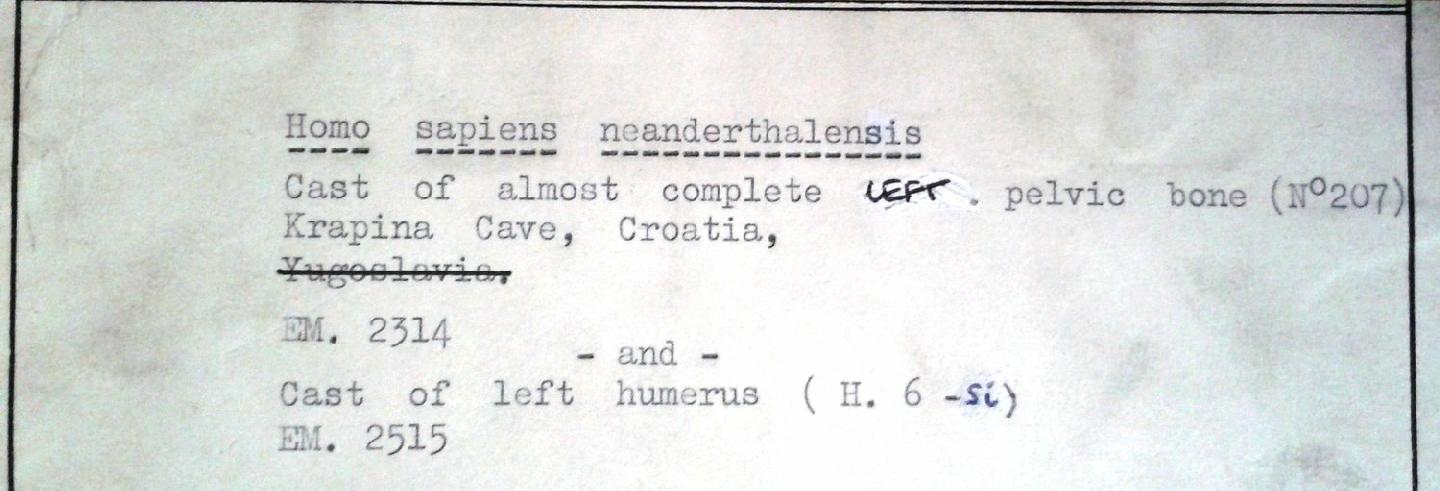 Homo sapiens neanderthalensis
Cast of almost complete LEFT. pelvic bone (Nº207)
Krapina Cave, Croatia,
Yugoslavia.
EM. 2314
- and -
Cast of left humerus ( H. 6 -si)
EM. 2515